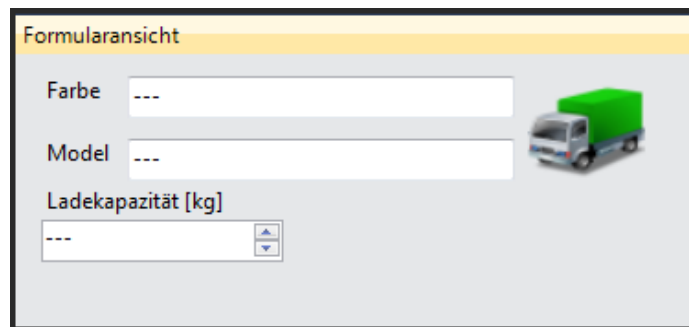 Formularansicht
Farbe ---
Model ---
Ladekapazität [kg]
---